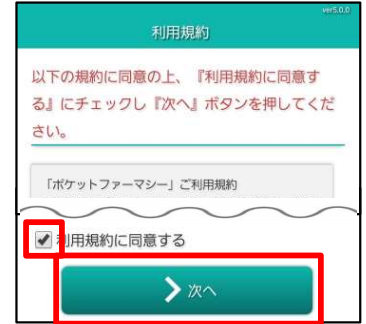 ver5.0.0
利用規約
以下の規約に同意の上、『利用規約に同意す
る』にチェックし『次へ』ボタンを押してくだ
さい。
「ポケットファーマシー」ご利用規約
利用規約に同意する
次へ